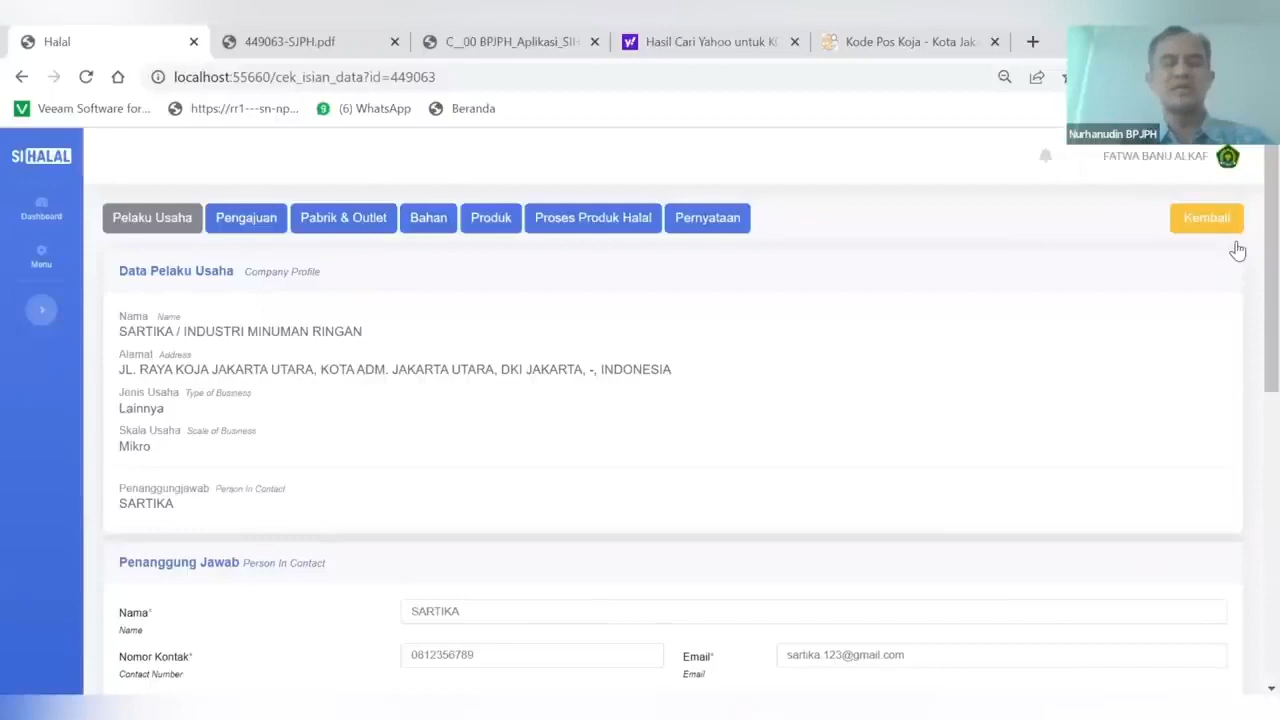 Halal
449063-SJPH.pdf
C__00 BPJPH_Aplikasi_SIH
Hasil Cari Yahoo untuk KO
Kode Pos Koja - Kota Jak
localhost:55660/cek_isian_data?id=449063
Veeam Software for...
https://rr1---sn-np...
(6) WhatsApp
Beranda
Nurhanudin BPJPH
SIHALAL
FATWA BANU ALKAF
Dashboard
Menu
Pelaku Usaha
Pengajuan
Pabrik & Outlet
Bahan
Produk
Proses Produk Halal
Pernyataan
Kembali
Data Pelaku Usaha Company Profile
Nama Name
SARTIKA / INDUSTRI MINUMAN RINGAN
Alamat Address
JL. RAYA KOJA JAKARTA UTARA, KOTA ADM. JAKARTA UTARA, DKI JAKARTA, -, INDONESIA
Jenis Usaha Type of Business
Lainnya
Skala Usaha Scale of Business
Mikro
Penanggungjawab Person In Contact
SARTIKA
Penanggung Jawab Person In Contact
Nama*
Name
SARTIKA
Nomor Kontak*
Contact Number
0812356789
Email*
Email
sartika.123@gmail.com